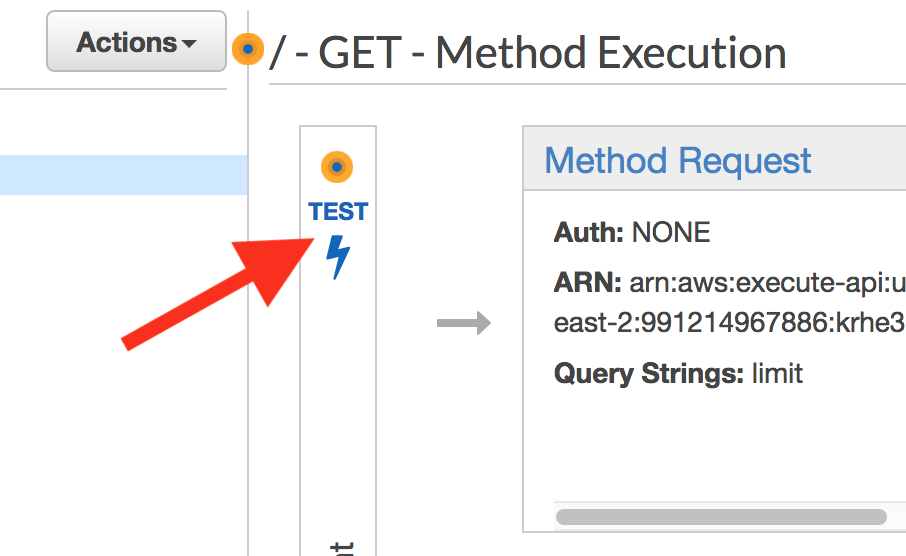 Actions
/ - GET - Method Execution
TEST
Method Request
Auth: NONE
ARN: arn:aws:execute-api:u
east-2:991214967886:krhe3
Query Strings: limit